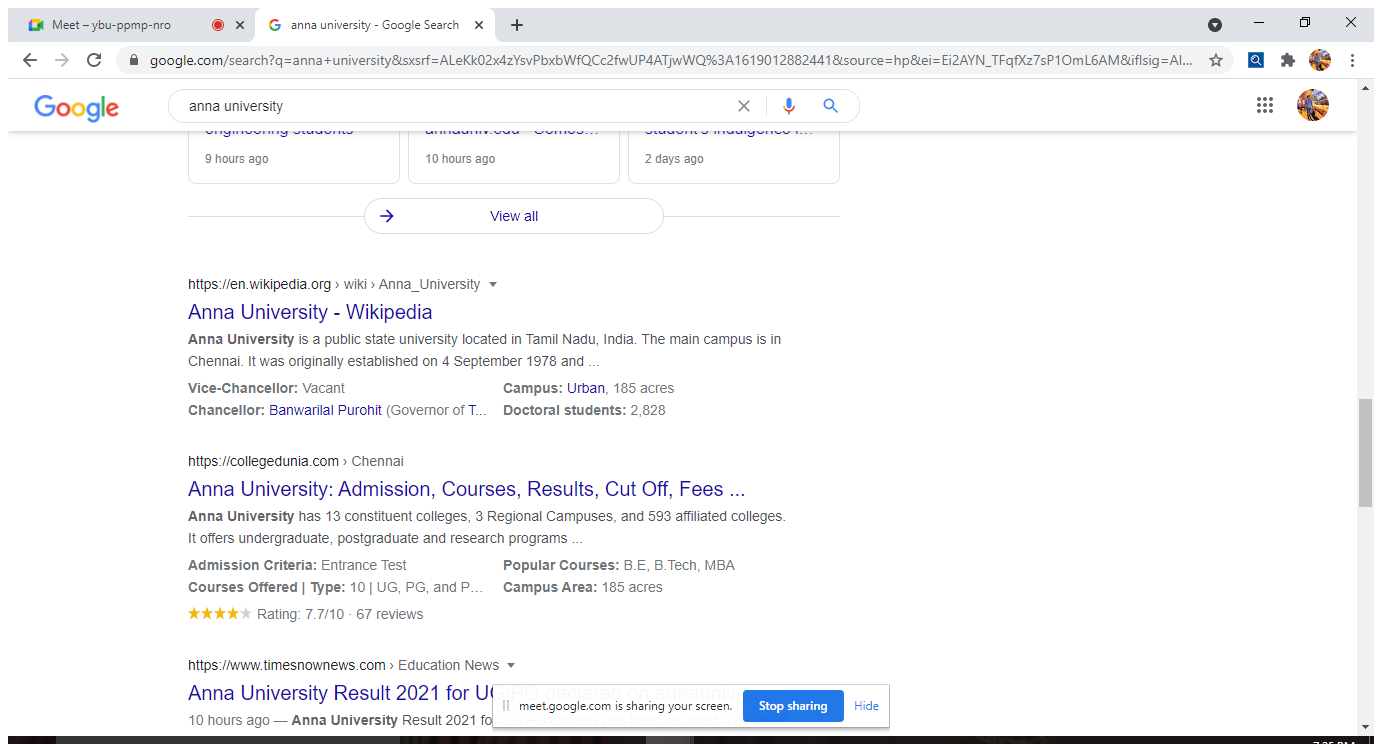 Meet – ybu-ppmp-nro
anna university - Google Search
google.com/search?q=anna+university&sxsrf=ALeKk02x4zYsvPbxbWfQCc2fwUP4ATjwWQ%3A1619012882441&source=hp&ei=Ei2AYN_TFqfXz7sP1OmL6AM&iflsig=Al...
Google
anna university
engineering students
student's indulgence i...
9 hours ago
10 hours ago
2 days ago
View all
https://en.wikipedia.org › wiki › Anna_University
Anna University - Wikipedia
Anna University is a public state university located in Tamil Nadu, India. The main campus is in
Chennai. It was originally established on 4 September 1978 and ...
Vice-Chancellor: Vacant
Campus: Urban, 185 acres
Chancellor: Banwarilal Purohit (Governor of T...
Doctoral students: 2,828
https://collegedunia.com › Chennai
Anna University: Admission, Courses, Results, Cut Off, Fees ...
Anna University has 13 constituent colleges, 3 Regional Campuses, and 593 affiliated colleges.
It offers undergraduate, postgraduate and research programs ...
Admission Criteria: Entrance Test
Popular Courses: B.E, B.Tech, MBA
Courses Offered | Type: 10 | UG, PG, and P...
Campus Area: 185 acres
Rating: 7.7/10 · 67 reviews
https://www.timesnownews.com › Education News
Anna University Result 2021 for UG/PG declared on annauniv
10 hours ago — Anna University Result 2021 fo
meet.google.com is sharing your screen.
Stop sharing
Hide